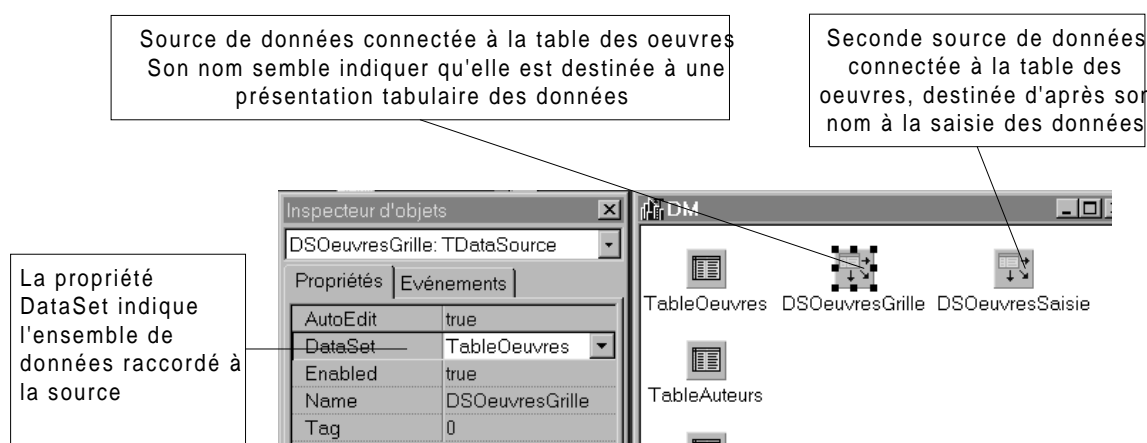 Source de données connectée à la table des oeuvres
Son nom semble indiquer qu'elle est destinée à une
présentation tabulaire des données
Seconde source de données
connectée à la table des
oeuvres, destinée d'après son
nom à la saisie des données
La propriété
DataSet indique
l'ensemble de
données raccordé à
la source
Inspecteur d'objets
DSOeuvresGrille: TDataSource
Propriétés Evénements
AutoEdit true
DataSet TableOeuvres
Enabled true
Name DSOeuvresGrille
Tag 0
DM
TableOeuvres DSOeuvresGrille DSOeuvresSaisie
TableAuteurs